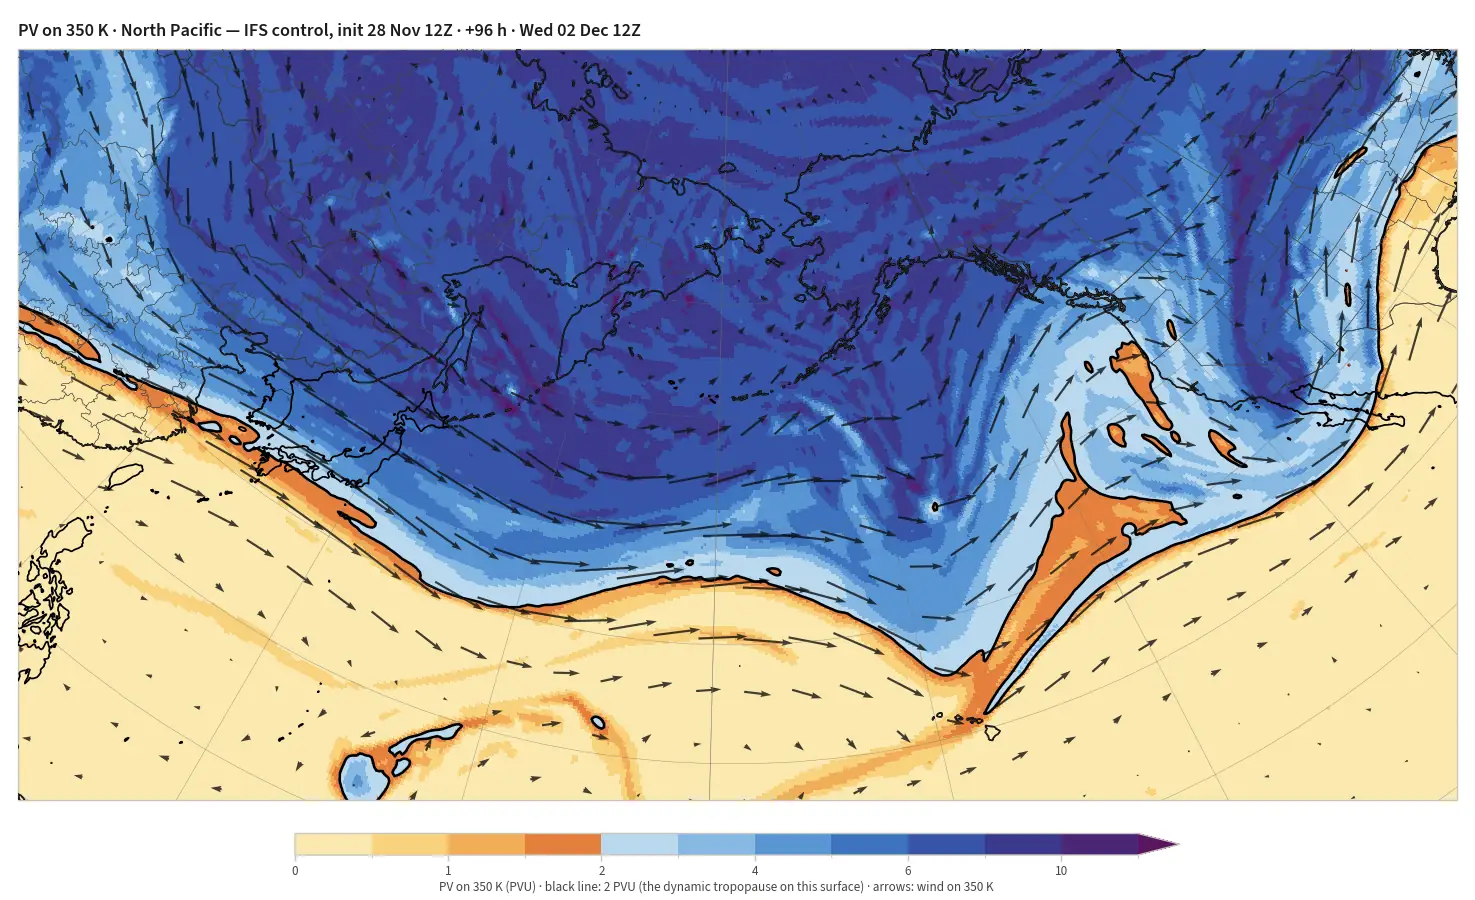 PV on 350 K · North Pacific — IFS control, init 28 Nov 12Z · +96 h · Wed 02 Dec 12Z
0 1 2 4 6 10
PV on 350 K (PVU) · black line: 2 PVU (the dynamic tropopause on this surface) · arrows: wind on 350 K